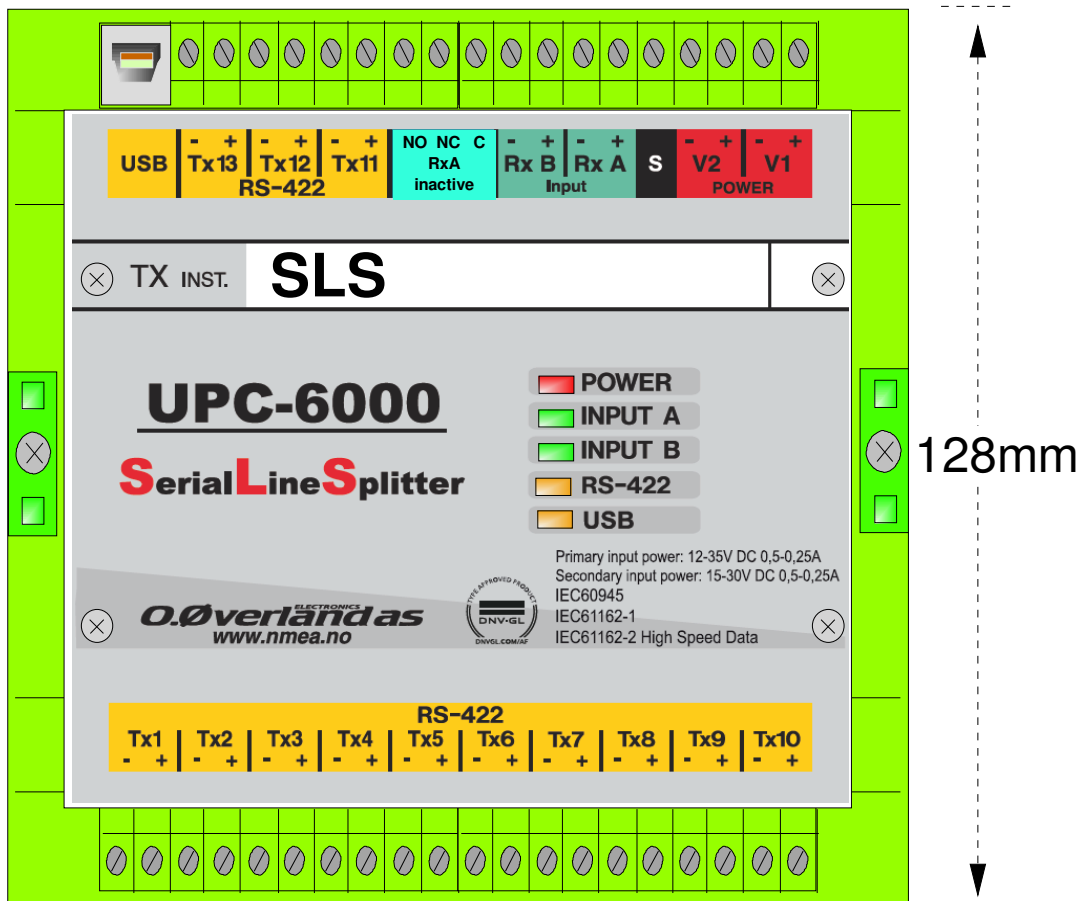 USB
- + - + - +
Tx13 Tx12 Tx11
RS-422
NO NC C
RxA
inactive
- + - +
Rx B Rx A
Input
S
- + - +
V2 V1
POWER
TX INST. SLS
UPC-6000
SerialLineSplitter
POWER
INPUT A
INPUT B
RS-422
USB
128mm
Primary input power: 12-35V DC 0,5-0,25A
Secondary input power: 15-30V DC 0,5-0,25A
IEC60945
IEC61162-1
IEC61162-2 High Speed Data
ELECTRONICS
O.Øverland as
www.nmea.no
TYPE APPROVED PRODUCT
DNV·GL
DNVGL.COM/AF
RS-422
Tx1 Tx2 Tx3 Tx4 Tx5 Tx6 Tx7 Tx8 Tx9 Tx10
- + - + - + - + - + - + - + - + - + - +